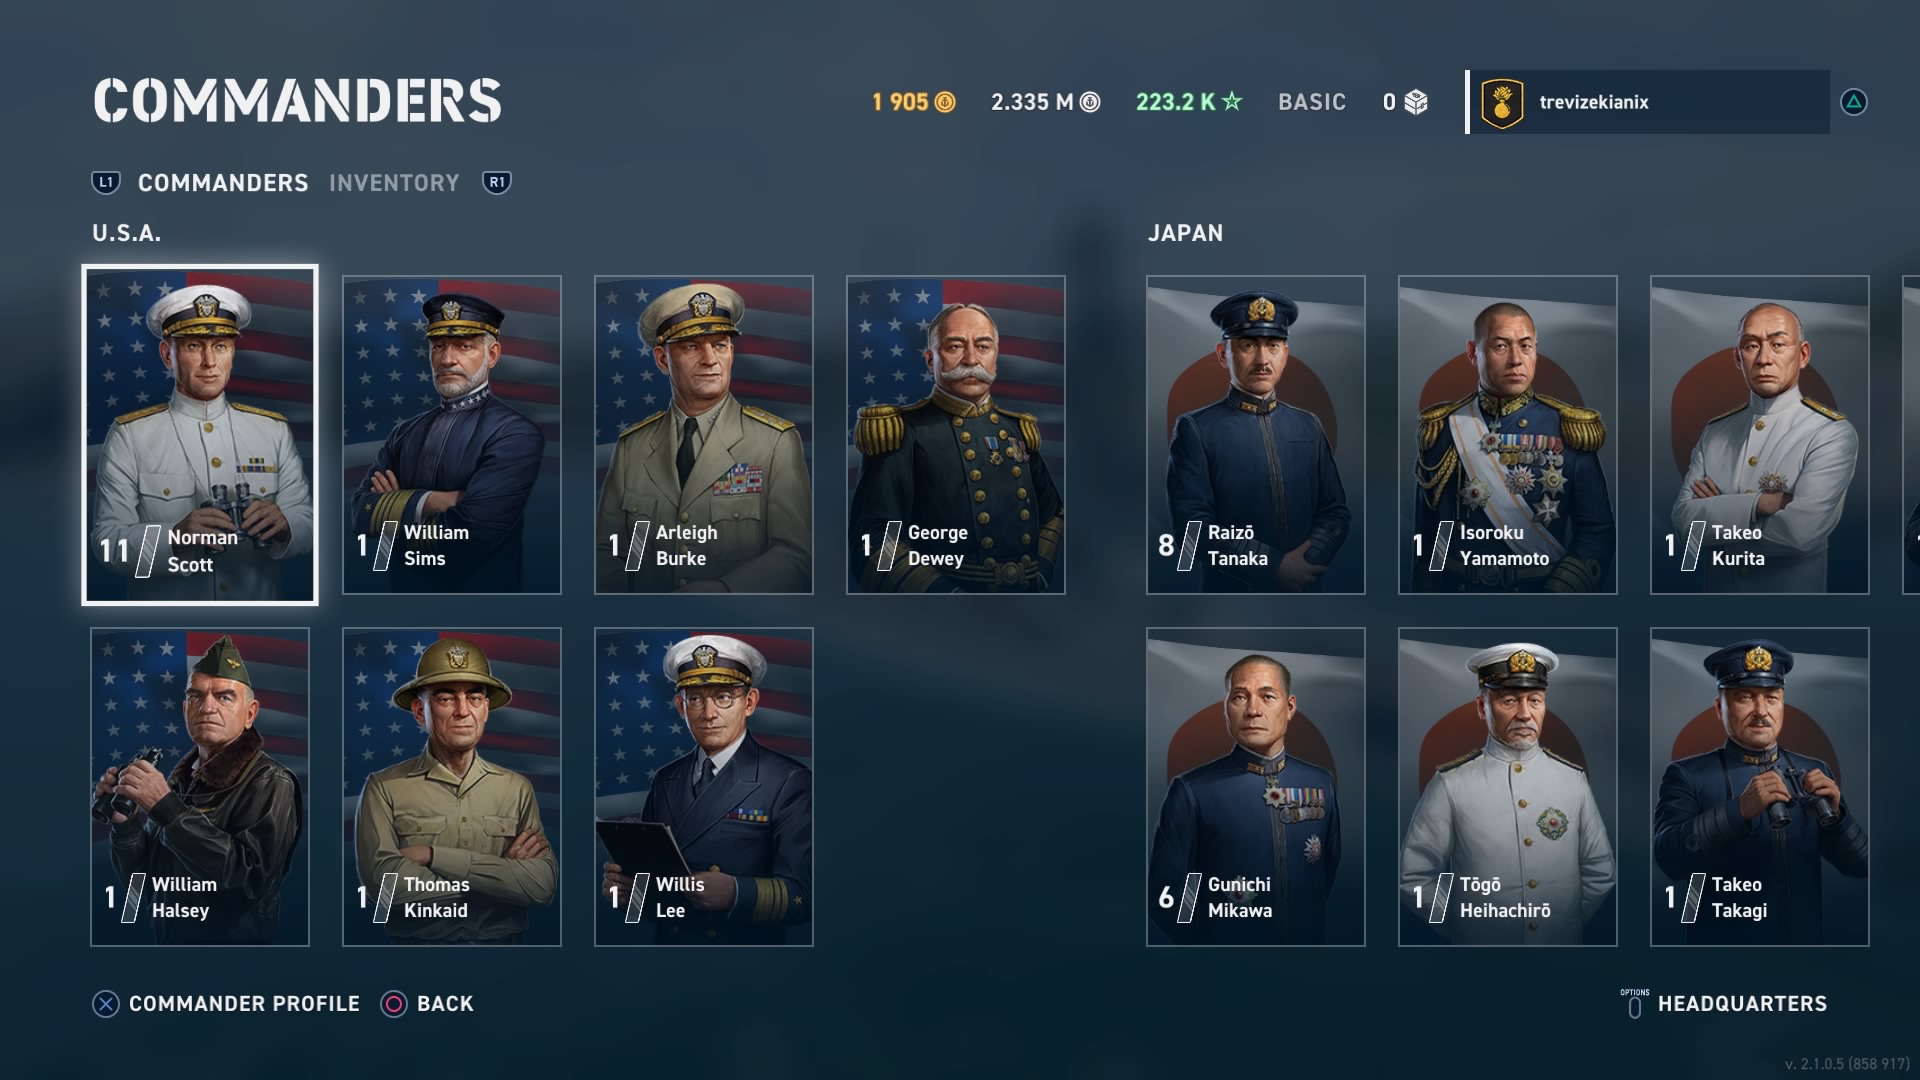 COMMANDERS
1 905 2.335 M 223.2 K BASIC 0 trevizekianix
L1 COMMANDERS INVENTORY R1
U.S.A.
JAPAN
11 Norman
Scott
1 William
Sims
1 Arleigh
Burke
1 George
Dewey
8 Raizō
Tanaka
1 Isoroku
Yamamoto
1 Takeo
Kurita
1 William
Halsey
1 Thomas
Kinkaid
1 Willis
Lee
6 Gunichi
Mikawa
1 Tōgō
Heihachirō
1 Takeo
Takagi
COMMANDER PROFILE BACK
OPTIONS
HEADQUARTERS
v. 2.1.0.5 (858 917)